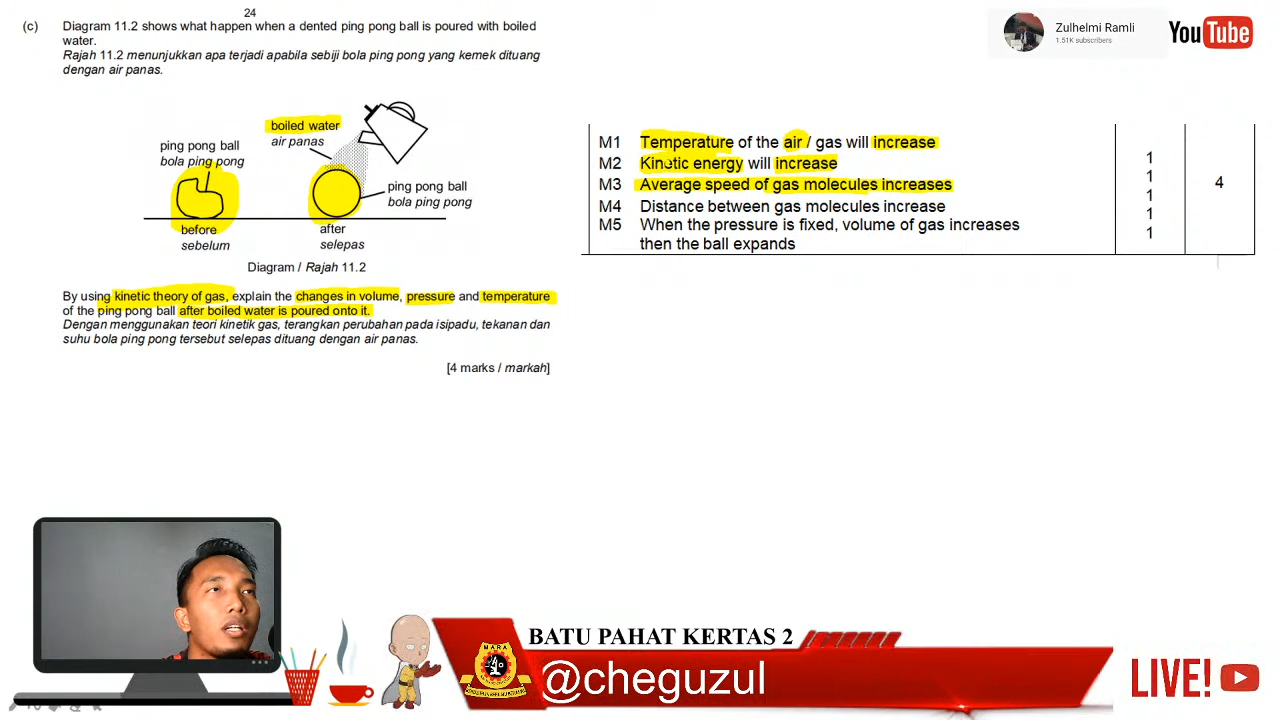 24
(c) Diagram 11.2 shows what happen when a dented ping pong ball is poured with boiled
water.
Rajah 11.2 menunjukkan apa terjadi apabila sebiji bola ping pong yang kemek dituang
dengan air panas.
boiled water
air panas
ping pong ball
bola ping pong
ping pong ball
bola ping pong
before
sebelum
after
selepas
Diagram / Rajah 11.2
By using kinetic theory of gas, explain the changes in volume, pressure and temperature
of the ping pong ball after boiled water is poured onto it.
Dengan menggunakan teori kinetik gas, terangkan perubahan pada isipadu, tekanan dan
suhu bola ping pong tersebut selepas dituang dengan air panas.
[4 marks / markah]
Zulhelmi Ramli
1.51K subscribers
YouTube
M1 Temperature of the air / gas will increase
M2 Kinetic energy will increase
M3 Average speed of gas molecules increases
M4 Distance between gas molecules increase
M5 When the pressure is fixed, volume of gas increases
then the ball expands
1
1
1
1
1
4
BATU PAHAT KERTAS 2
MARA
@cheguzul
LIVE!